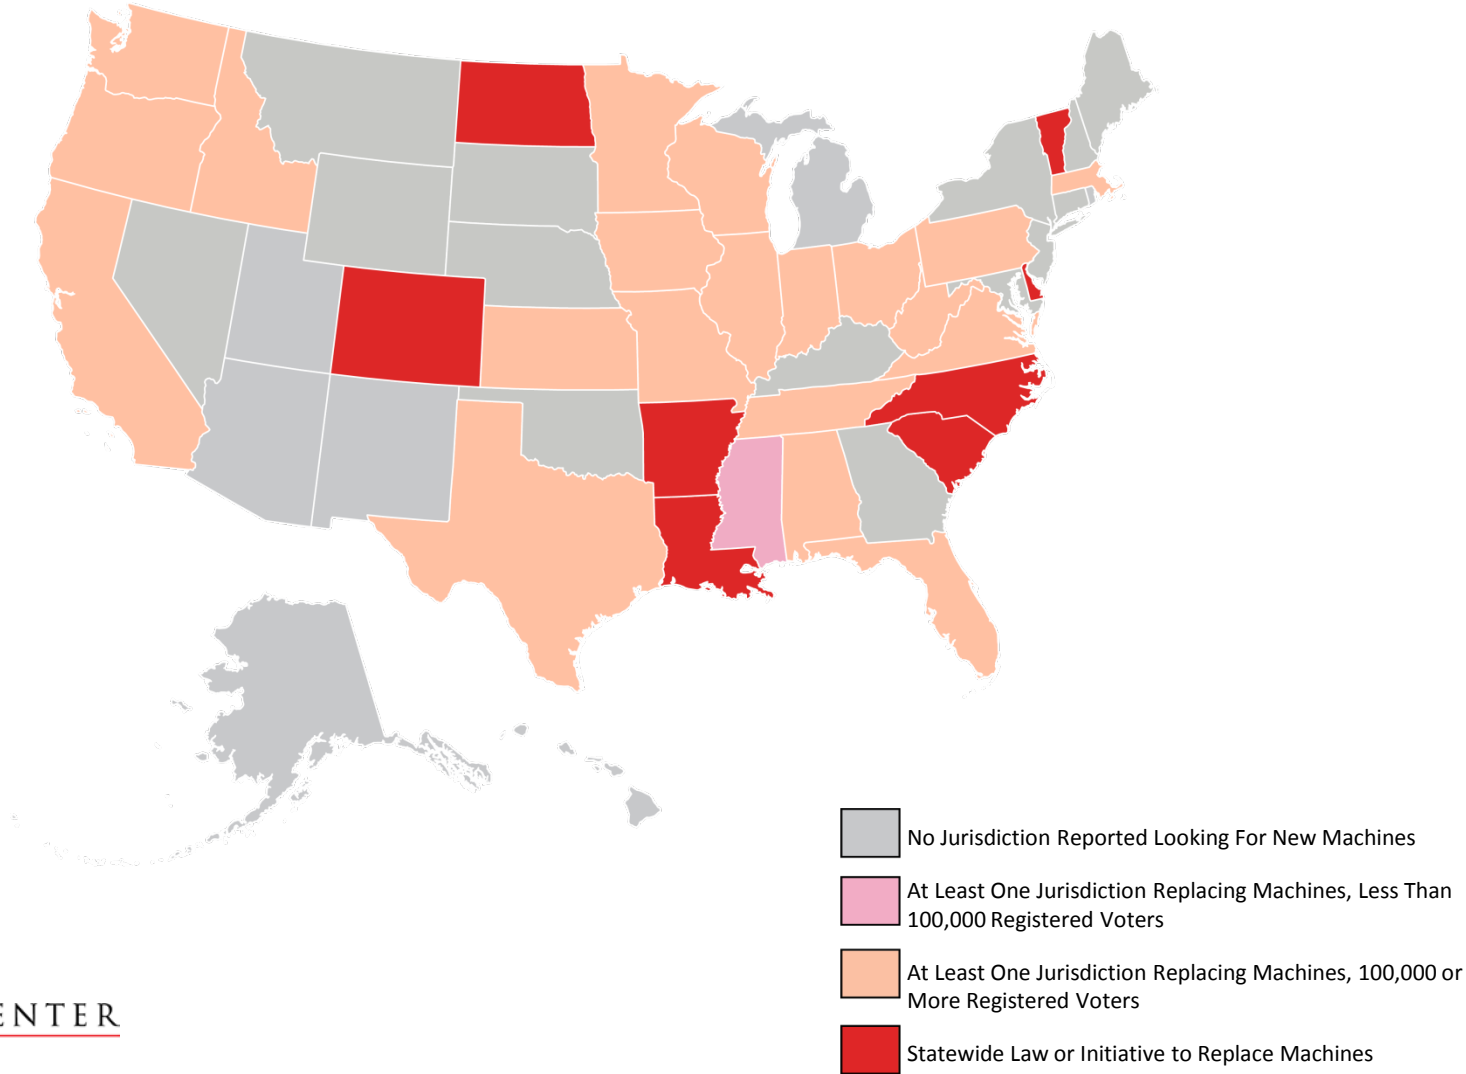 No Jurisdiction Reported Looking For New Machines
At Least One Jurisdiction Replacing Machines, Less Than
100,000 Registered Voters
At Least One Jurisdiction Replacing Machines, 100,000 or
More Registered Voters
ENTER
Statewide Law or Initiative to Replace Machines